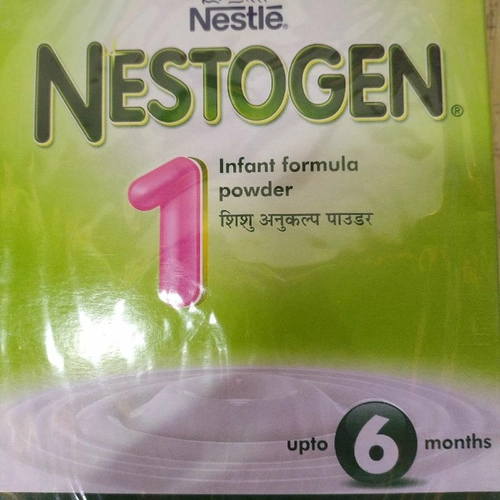 Nestlé
NESTOGEN®
1
Infant formula
powder
शिशु अनुकल्प पाउडर
upto 6 months